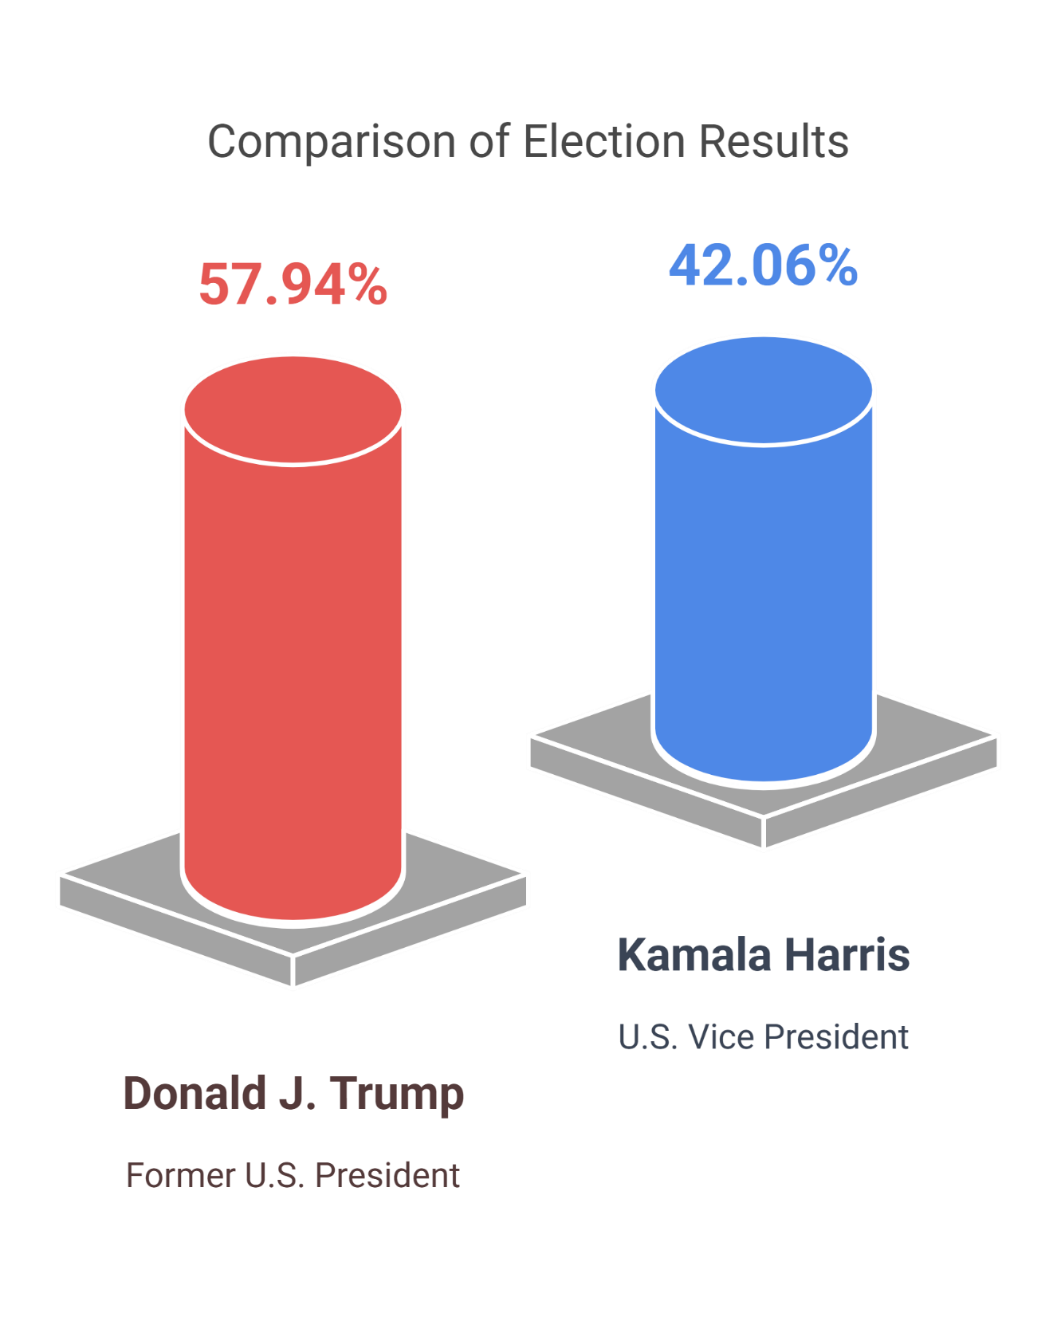 Comparison of Election Results
57.94%
42.06%
Kamala Harris
U.S. Vice President
Donald J. Trump
Former U.S. President